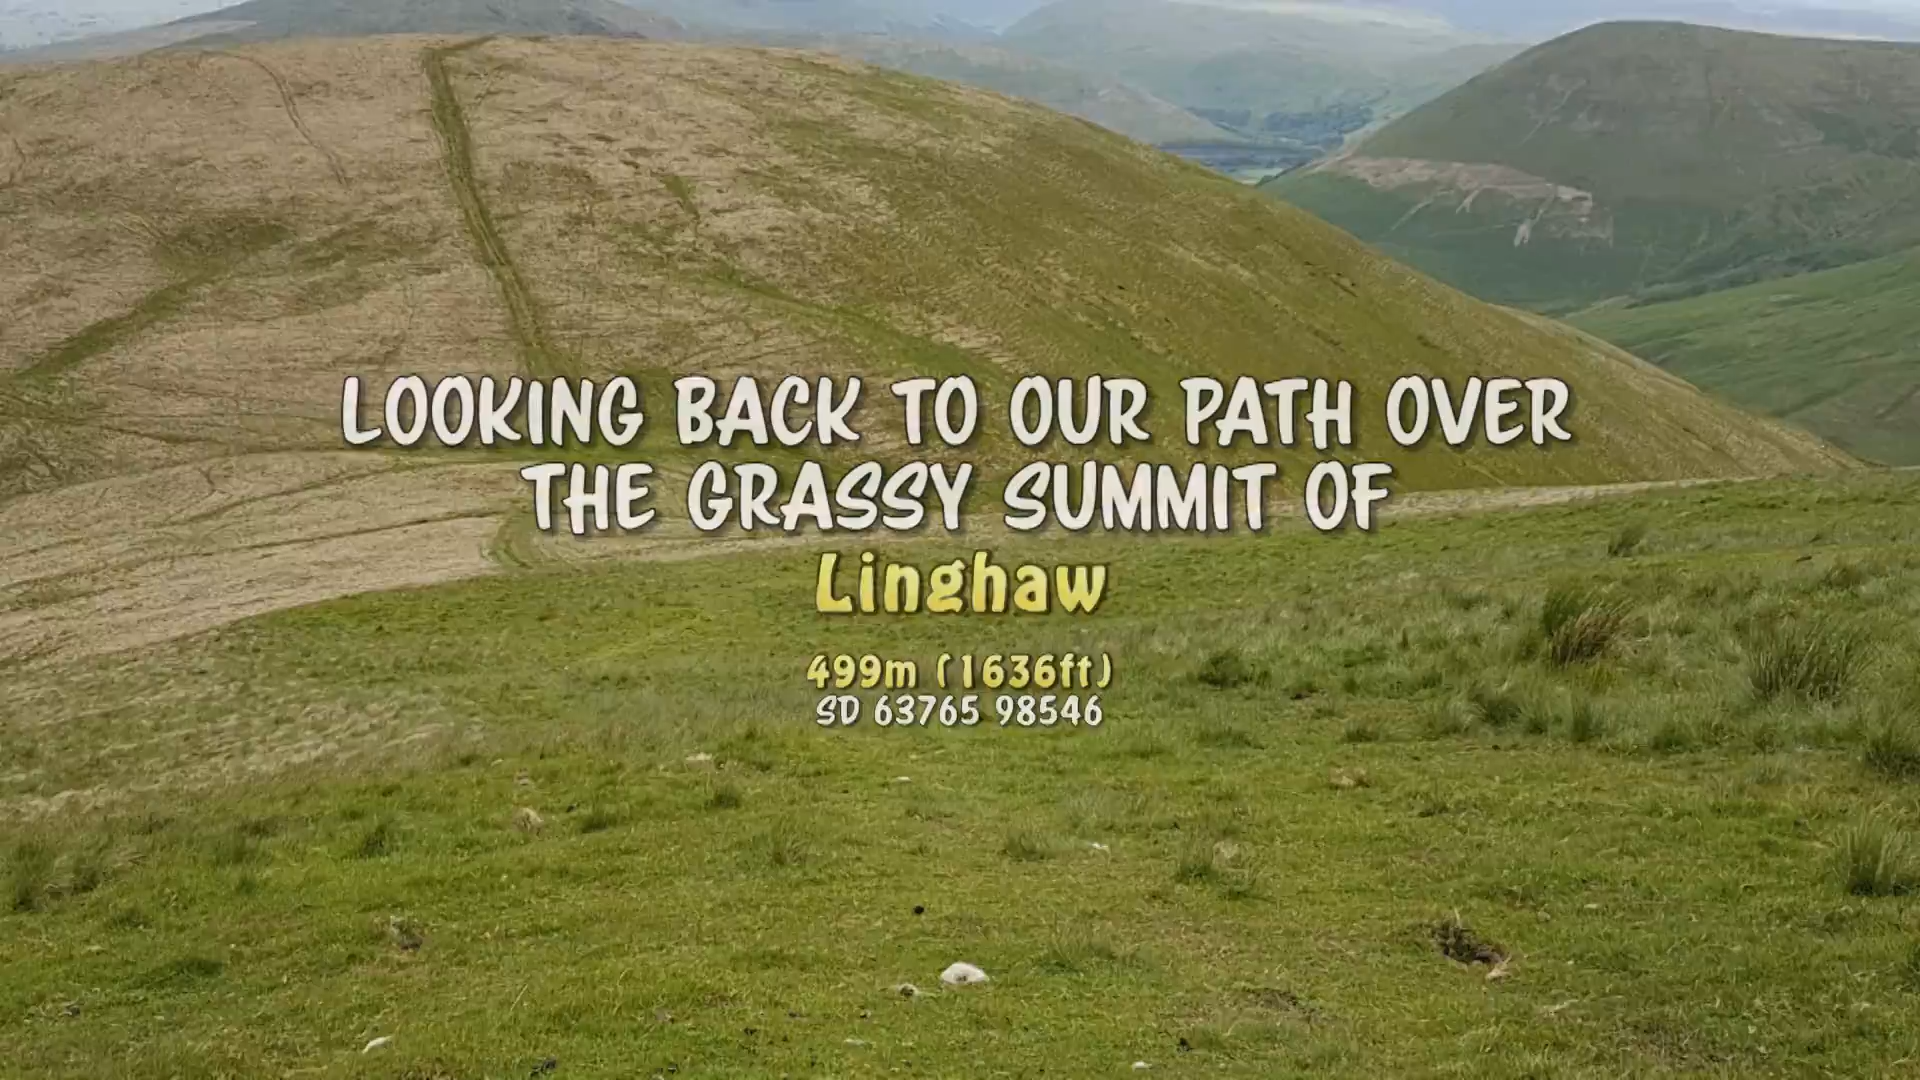 LOOKING BACK TO OUR PATH OVER
THE GRASSY SUMMIT OF
Linghaw
499m (1636ft)
SD 63765 98546